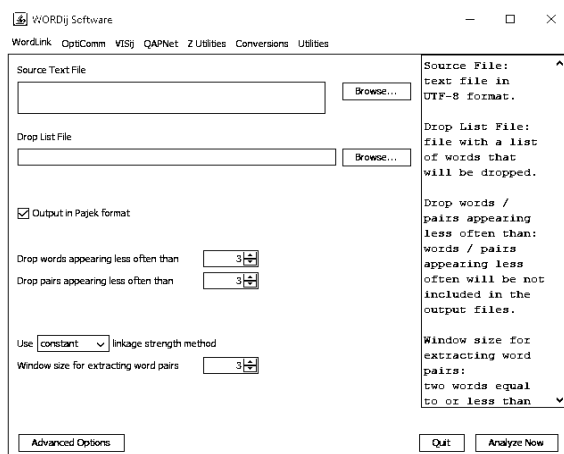 WORDij Software
WordLink OptiComm VISij QAPNet Z Utilities Conversions Utilities
Source Text File
Browse...
Drop List File
Browse...
Output in Pajek format
Drop words appearing less often than 3
Drop pairs appearing less often than 3
Use constant linkage strength method
Window size for extracting word pairs 3
Advanced Options
Source File:
text file in
UTF-8 format.
Drop List File:
file with a list
of words that
will be dropped.
Drop words /
pairs appearing
less often than:
words / pairs
appearing less
often will be not
included in the
output files.
Window size for
extracting word
pairs:
two words equal
to or less than
Quit Analyze Now